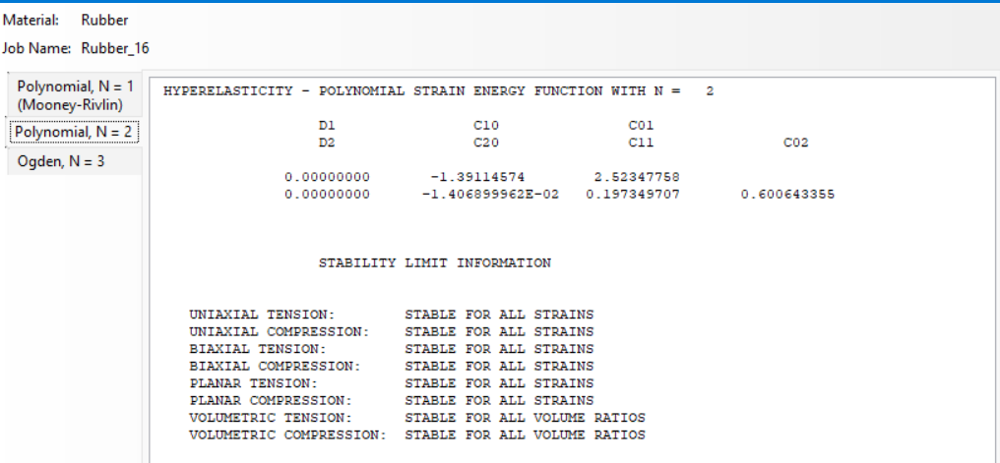 Material: Rubber
Job Name: Rubber_16
Polynomial, N = 1
(Mooney-Rivlin)
Polynomial, N = 2
Ogden, N = 3
HYPERELASTICITY - POLYNOMIAL STRAIN ENERGY FUNCTION WITH N = 2
D1 C10 C01
D2 C20 C11 C02
0.00000000 -1.39114574 2.52347758
0.00000000 -1.406899962E-02 0.197349707 0.600643355
STABILITY LIMIT INFORMATION
UNIAXIAL TENSION: STABLE FOR ALL STRAINS
UNIAXIAL COMPRESSION: STABLE FOR ALL STRAINS
BIAXIAL TENSION: STABLE FOR ALL STRAINS
BIAXIAL COMPRESSION: STABLE FOR ALL STRAINS
PLANAR TENSION: STABLE FOR ALL STRAINS
PLANAR COMPRESSION: STABLE FOR ALL STRAINS
VOLUMETRIC TENSION: STABLE FOR ALL VOLUME RATIOS
VOLUMETRIC COMPRESSION: STABLE FOR ALL VOLUME RATIOS